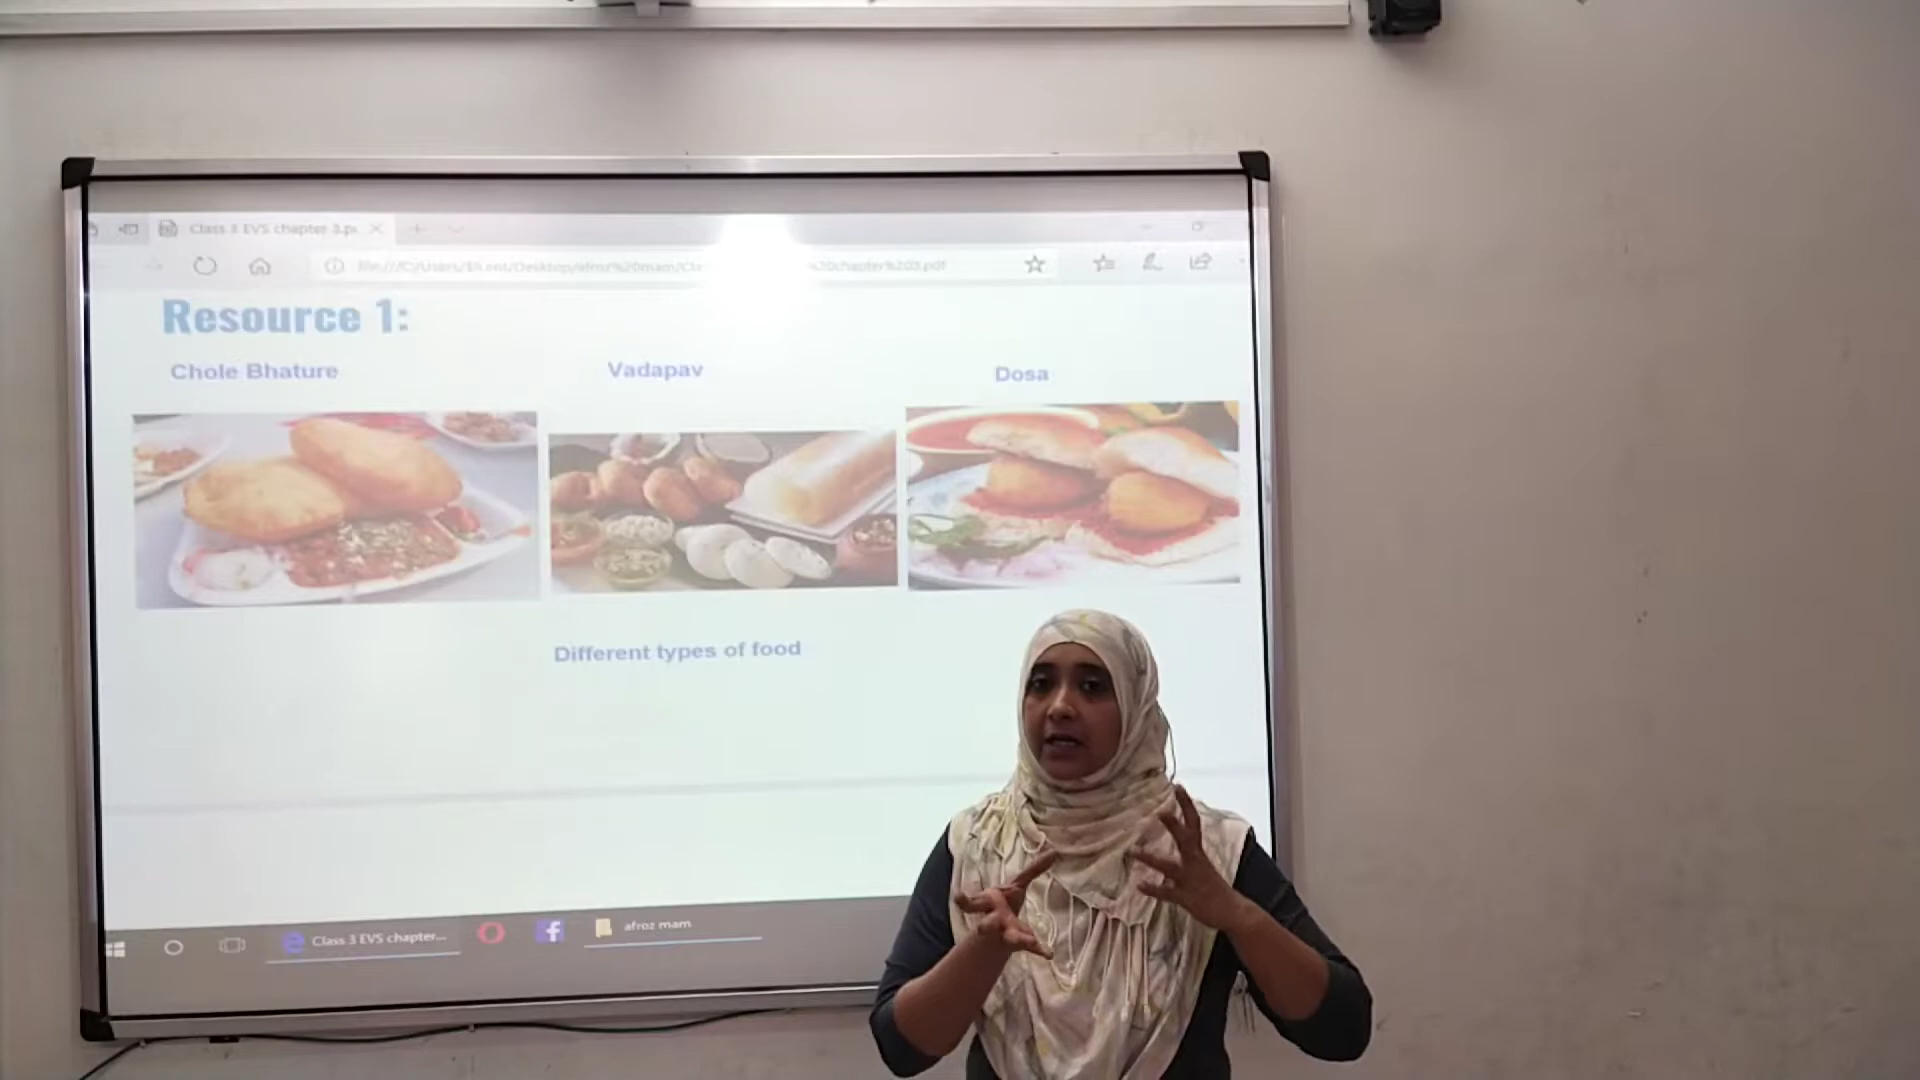 Class 3 EVS chapter 3.p
Resource 1:
Chole Bhature
Vadapav
Dosa
Different types of food
Class 3 EVS chapter...
afroz mam